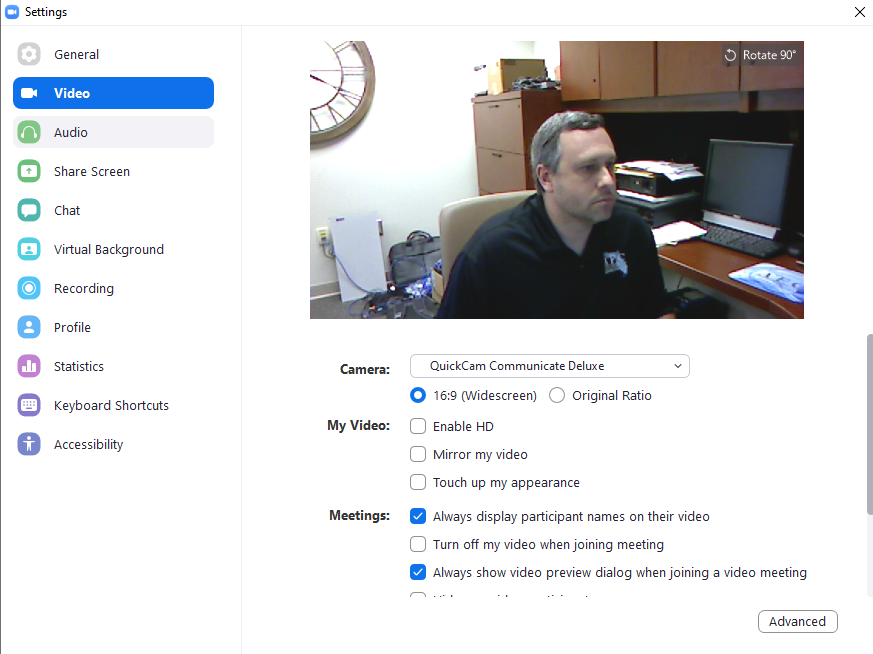 Settings
General
Video
Audio
Share Screen
Chat
Virtual Background
Recording
Profile
Statistics
Keyboard Shortcuts
Accessibility
Rotate 90°
Camera: QuickCam Communicate Deluxe
16:9 (Widescreen) Original Ratio
My Video: Enable HD
Mirror my video
Touch up my appearance
Meetings: Always display participant names on their video
Turn off my video when joining meeting
Always show video preview dialog when joining a video meeting
Advanced